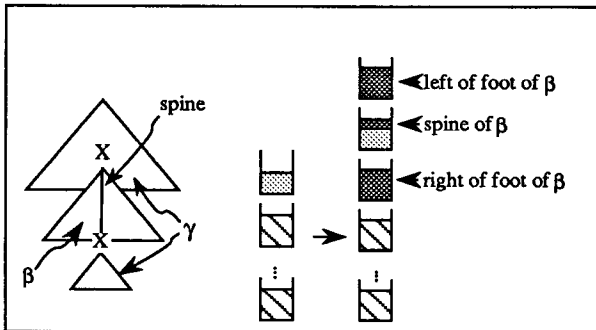 spine
X
X
β
γ
left of foot of β
spine of β
right of foot of β
⋮
⋮